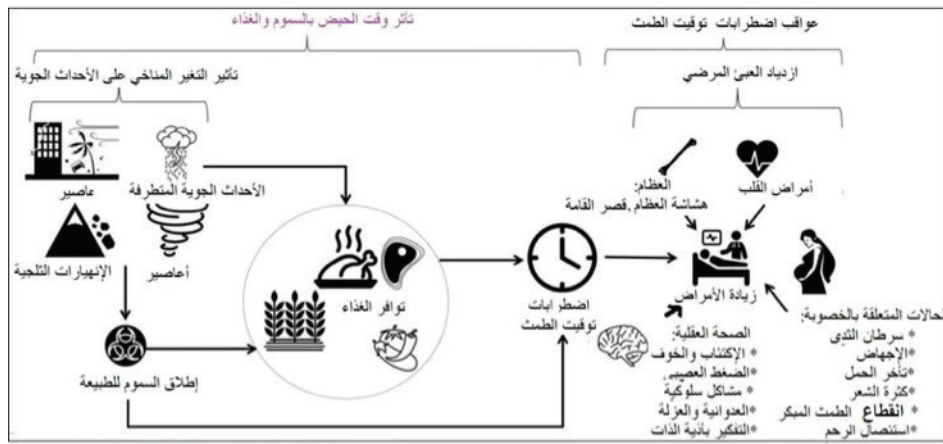 تأثر وقت الحيض بالسموم والغذاء
عواقب اضطرابات توقيت الطمث
ازدياد العبئ المرضي
تأثير التغير المناخي على الأحداث الجوية
عاصير
الأحداث الجوية المتطرفة
الإنهيارات الثلجية
أعاصير
إطلاق السموم للطبيعة
توافر الغذاء
اضطرابات
توقيت الطمث
العظام:
هشاشة العظام .قصر القامة
أمراض القلب
زيادة الأمراض
الصحة العقلية:
* الإكتئاب والخوف
*الضغط العصبي
* مشاكل سلوكية
*العدوانية والعزلة
*التفكير بأذية الذات
لحالات المتعلقة بالخصوبة:
* سرطان الثدى
*الإجهاض
*تأخر الحمل
*كثرة الشعر
* انقطاع الطمث المبكر
*استئصال الرحم